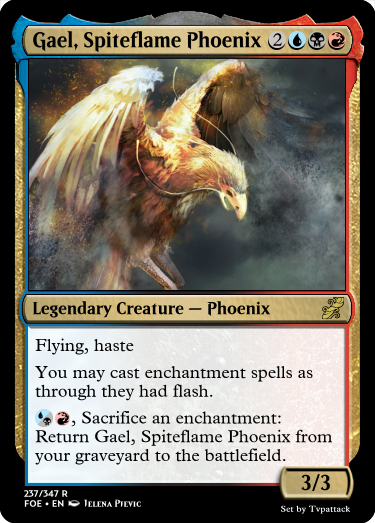 Gael, Spiteflame Phoenix 2
Legendary Creature — Phoenix
Flying, haste
You may cast enchantment spells as
through they had flash.
, Sacrifice an enchantment:
Return Gael, Spiteflame Phoenix from
your graveyard to the battlefield.
3/3
237/347 R
FOE • EN Jelena Pjevic
Set by Tvpattack